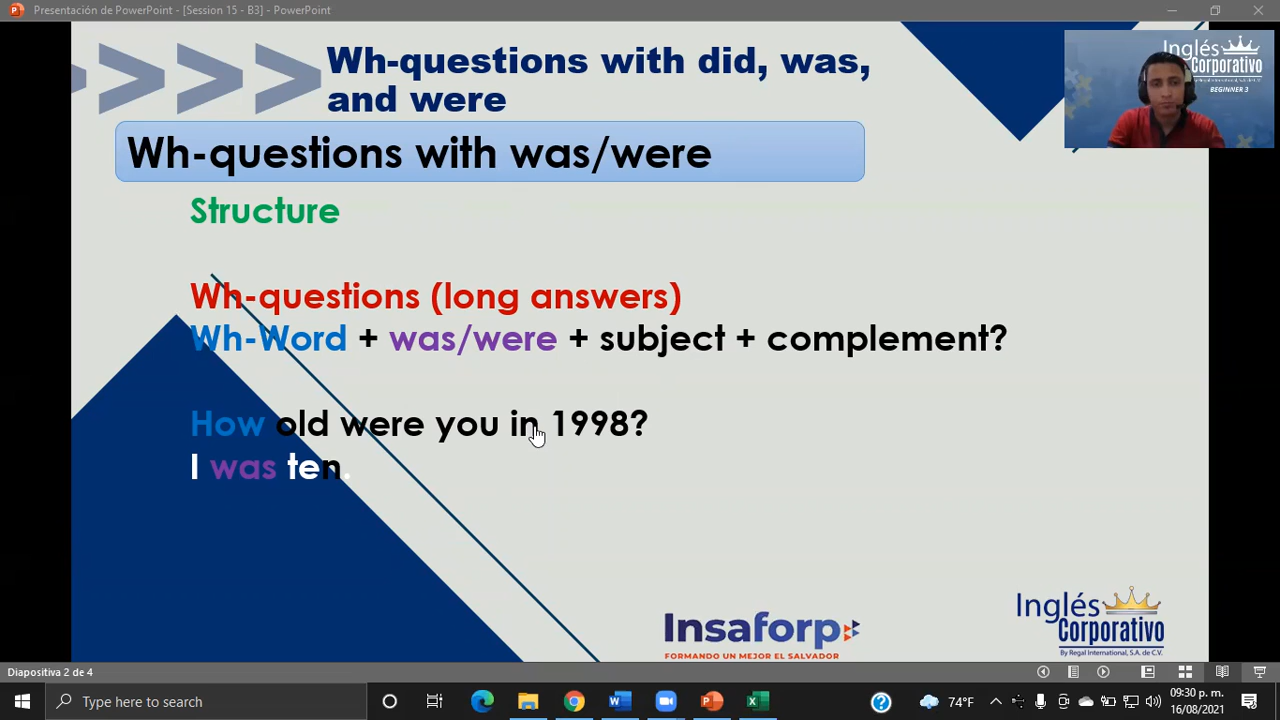 Presentación de PowerPoint - [Session 15 - B3] - PowerPoint
Wh-questions with did, was,
and were
Inglés
Corporativo
BEGINNER 3
Wh-questions with was/were
Structure
Wh-questions (long answers)
Wh-Word + was/were + subject + complement?
How old were you in 1998?
I was ten.
Insaforp
FORMANDO UN MEJOR EL SALVADOR
Inglés
Corporativo
By Regal International, S.A. de C.V.
Diapositiva 2 de 4
Type here to search
74°F
09:30 p. m.
16/08/2021